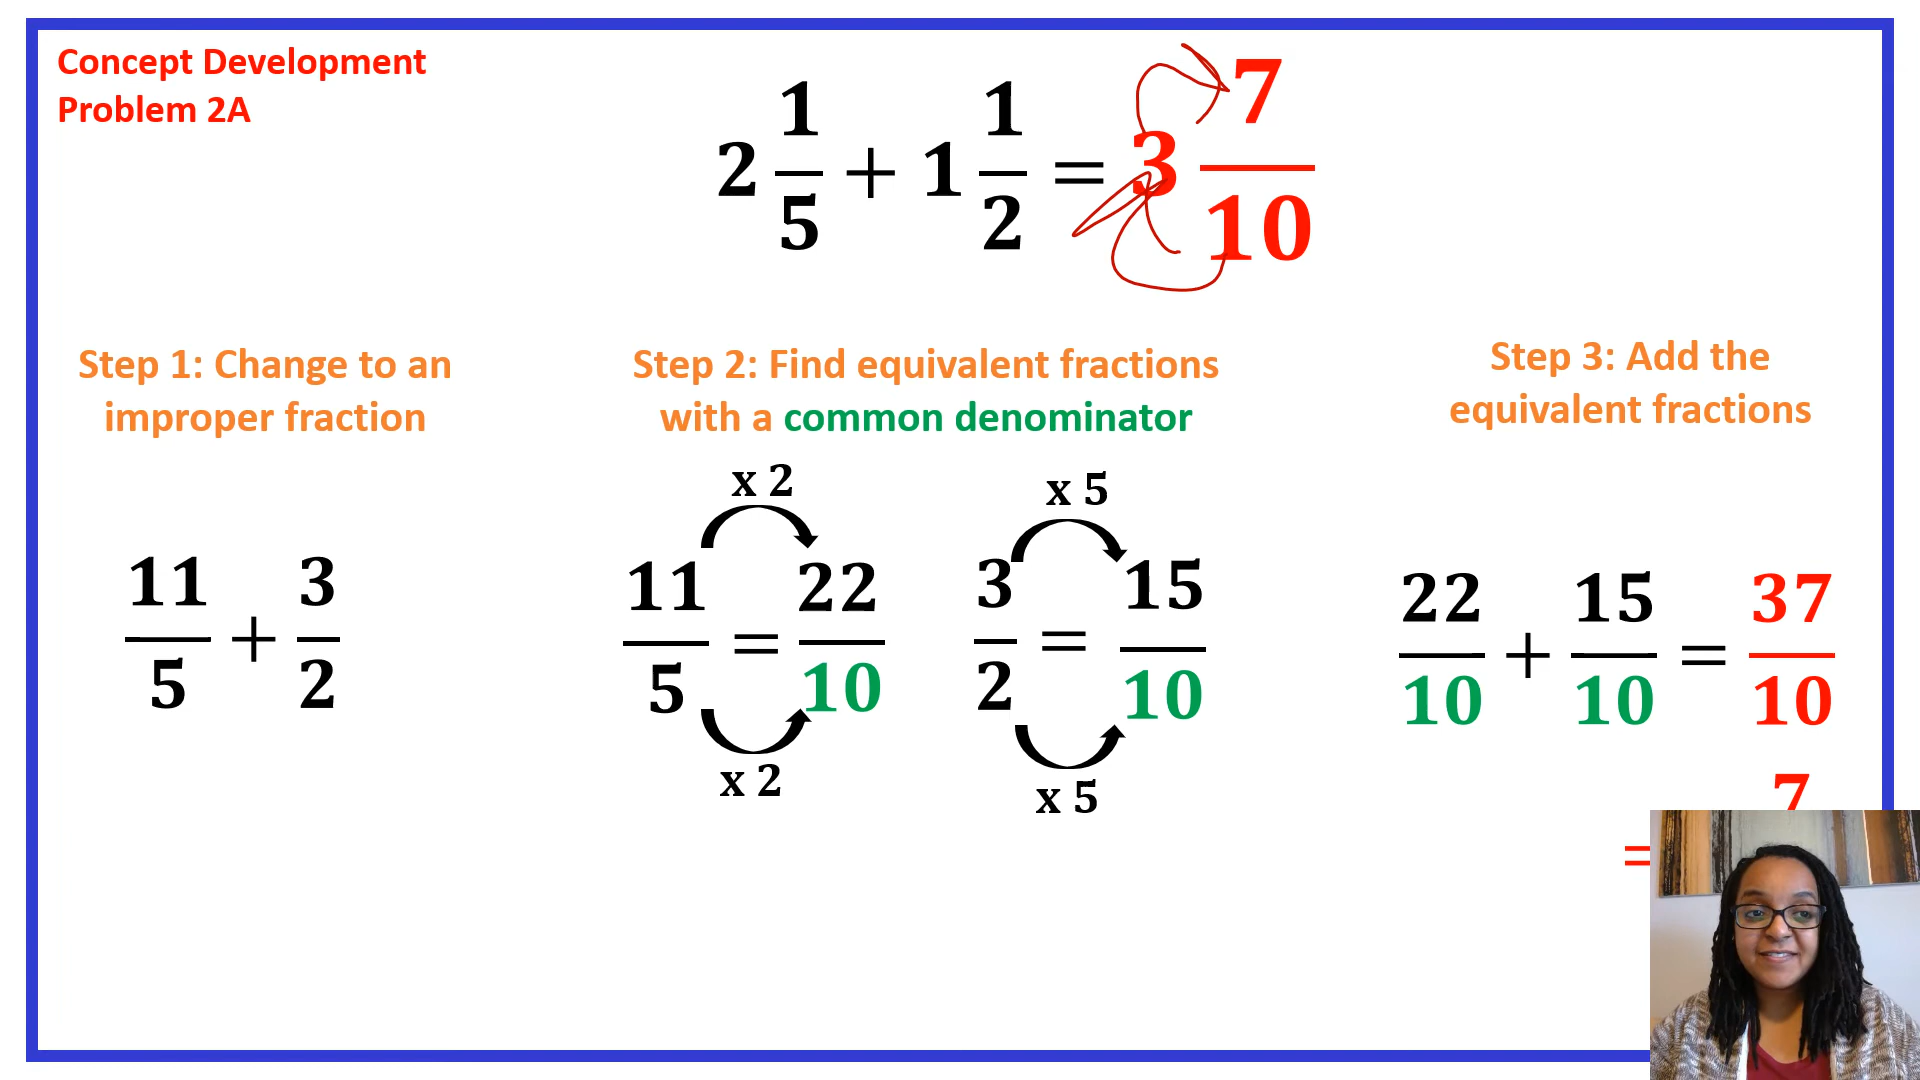 Concept Development
Problem 2A
2 1/5 + 1 1/2 = 3 7/10
Step 1: Change to an
improper fraction
11/5 + 3/2
Step 2: Find equivalent fractions
with a common denominator
x 2
11/5 = 22/10
x 2
x 5
3/2 = 15/10
x 5
Step 3: Add the
equivalent fractions
22/10 + 15/10 = 37/10
7
=